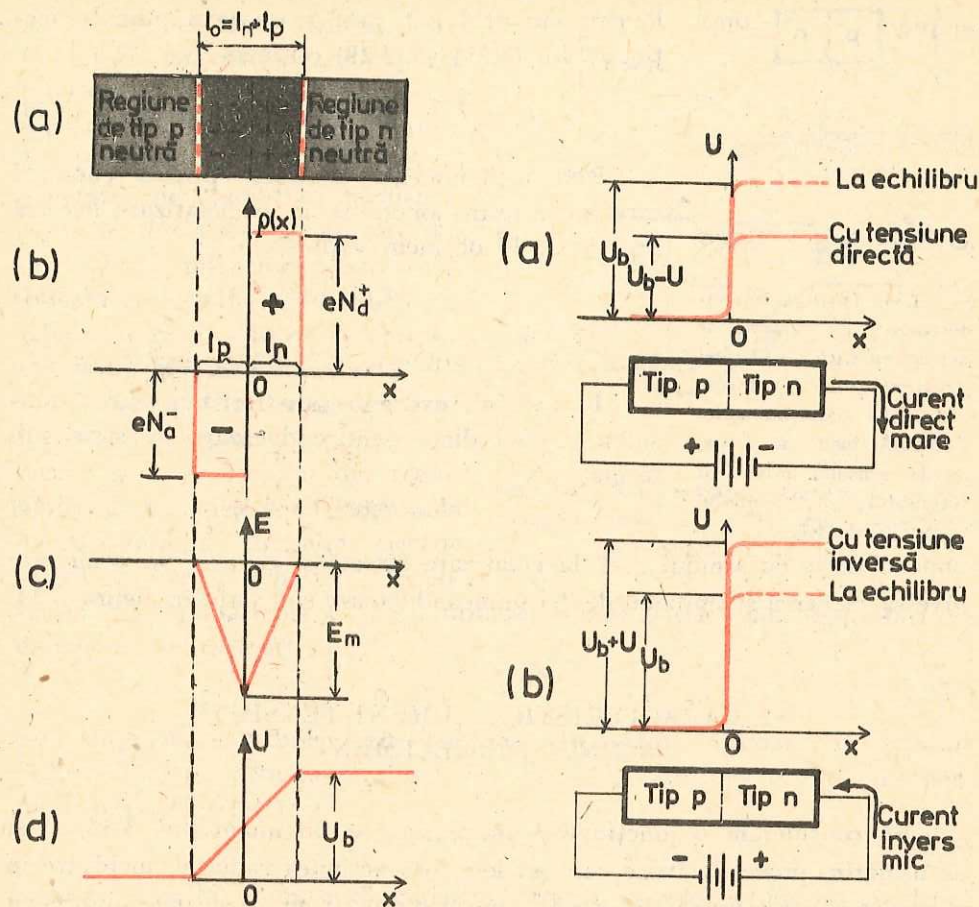 l₀=lₙ+lₚ
(a)
Regiune
de tip p
neutră
Regiune
de tip n
neutră
(b)
ρ(x)
+
eN_d⁺
lₚ
lₙ
0
x
eN_a⁻
-
(c)
E
0
x
E_m
(d)
U
U_b
0
x
(a)
U
La echilibru
Cu tensiune
directă
U_b
U_b-U
0
x
Tip p
Tip n
+
-
Curent
direct
mare
(b)
U
Cu tensiune
inversă
La echilibru
U_b+U
U_b
0
x
Tip p
Tip n
-
+
Curent
invers
mic